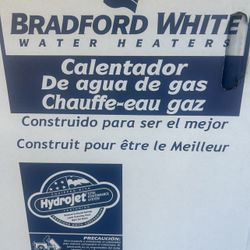 BRADFORD WHITE
WATER HEATERS
Calentador
De agua de gas
Chauffe-eau gaz
Construido para ser el mejor
Construit pour être le Meilleur
HYDROJET
PRECAUCIÓN: